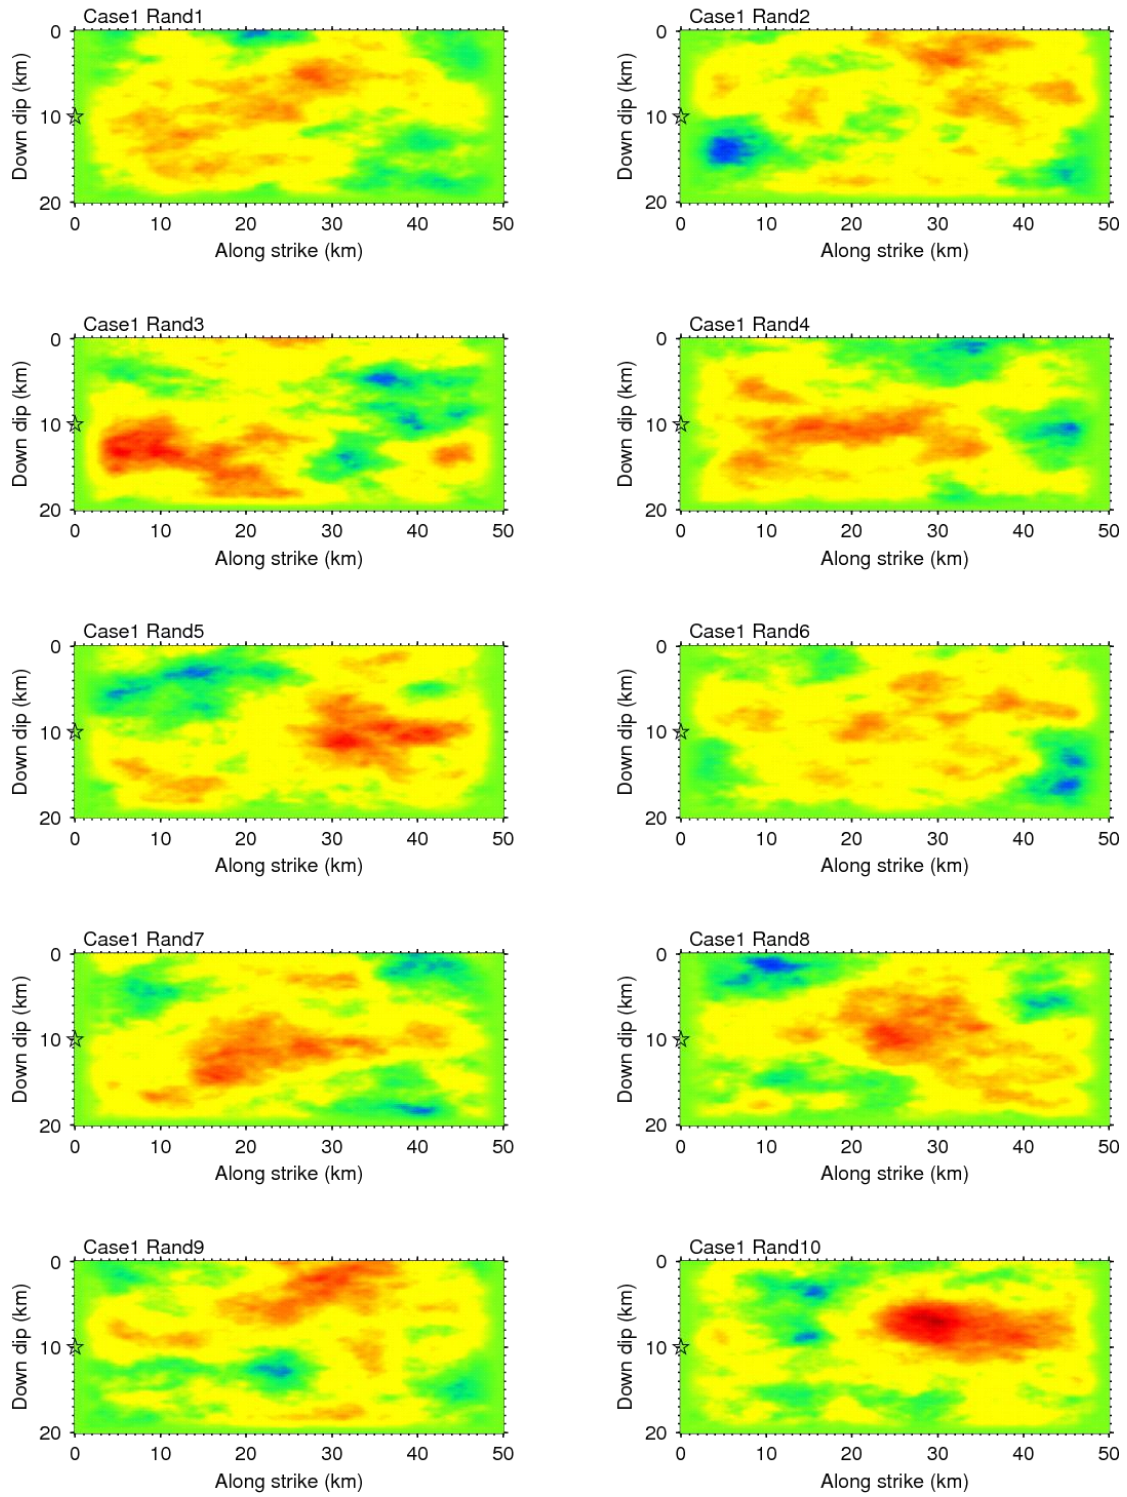 Case1 Rand1
0
10
20
Down dip (km)
0 10 20 30 40 50
Along strike (km)
Case1 Rand2
0
10
20
Down dip (km)
0 10 20 30 40 50
Along strike (km)
Case1 Rand3
0
10
20
Down dip (km)
0 10 20 30 40 50
Along strike (km)
Case1 Rand4
0
10
20
Down dip (km)
0 10 20 30 40 50
Along strike (km)
Case1 Rand5
0
10
20
Down dip (km)
0 10 20 30 40 50
Along strike (km)
Case1 Rand6
0
10
20
Down dip (km)
0 10 20 30 40 50
Along strike (km)
Case1 Rand7
0
10
20
Down dip (km)
0 10 20 30 40 50
Along strike (km)
Case1 Rand8
0
10
20
Down dip (km)
0 10 20 30 40 50
Along strike (km)
Case1 Rand9
0
10
20
Down dip (km)
0 10 20 30 40 50
Along strike (km)
Case1 Rand10
0
10
20
Down dip (km)
0 10 20 30 40 50
Along strike (km)